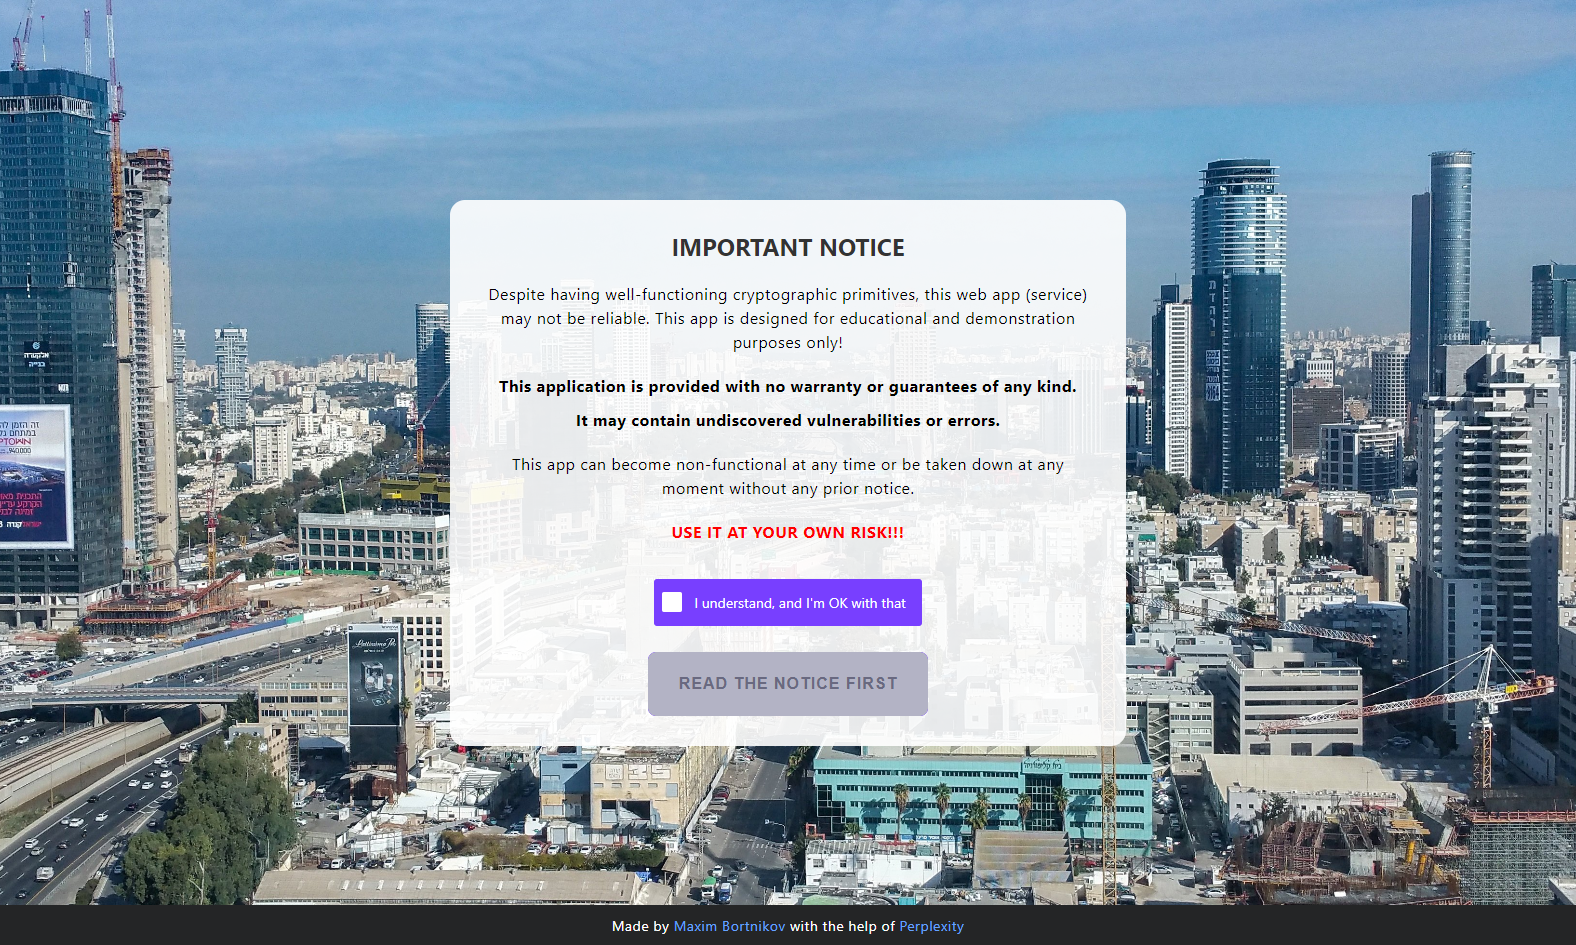 IMPORTANT NOTICE
Despite having well-functioning cryptographic primitives, this web app (service)
may not be reliable. This app is designed for educational and demonstration
purposes only!
This application is provided with no warranty or guarantees of any kind.
It may contain undiscovered vulnerabilities or errors.
This app can become non-functional at any time or be taken down at any
moment without any prior notice.
USE IT AT YOUR OWN RISK!!!
I understand, and I'm OK with that
READ THE NOTICE FIRST
אלקטרה
בנייה
בית קליפורניה
Made by Maxim Bortnikov with the help of Perplexity